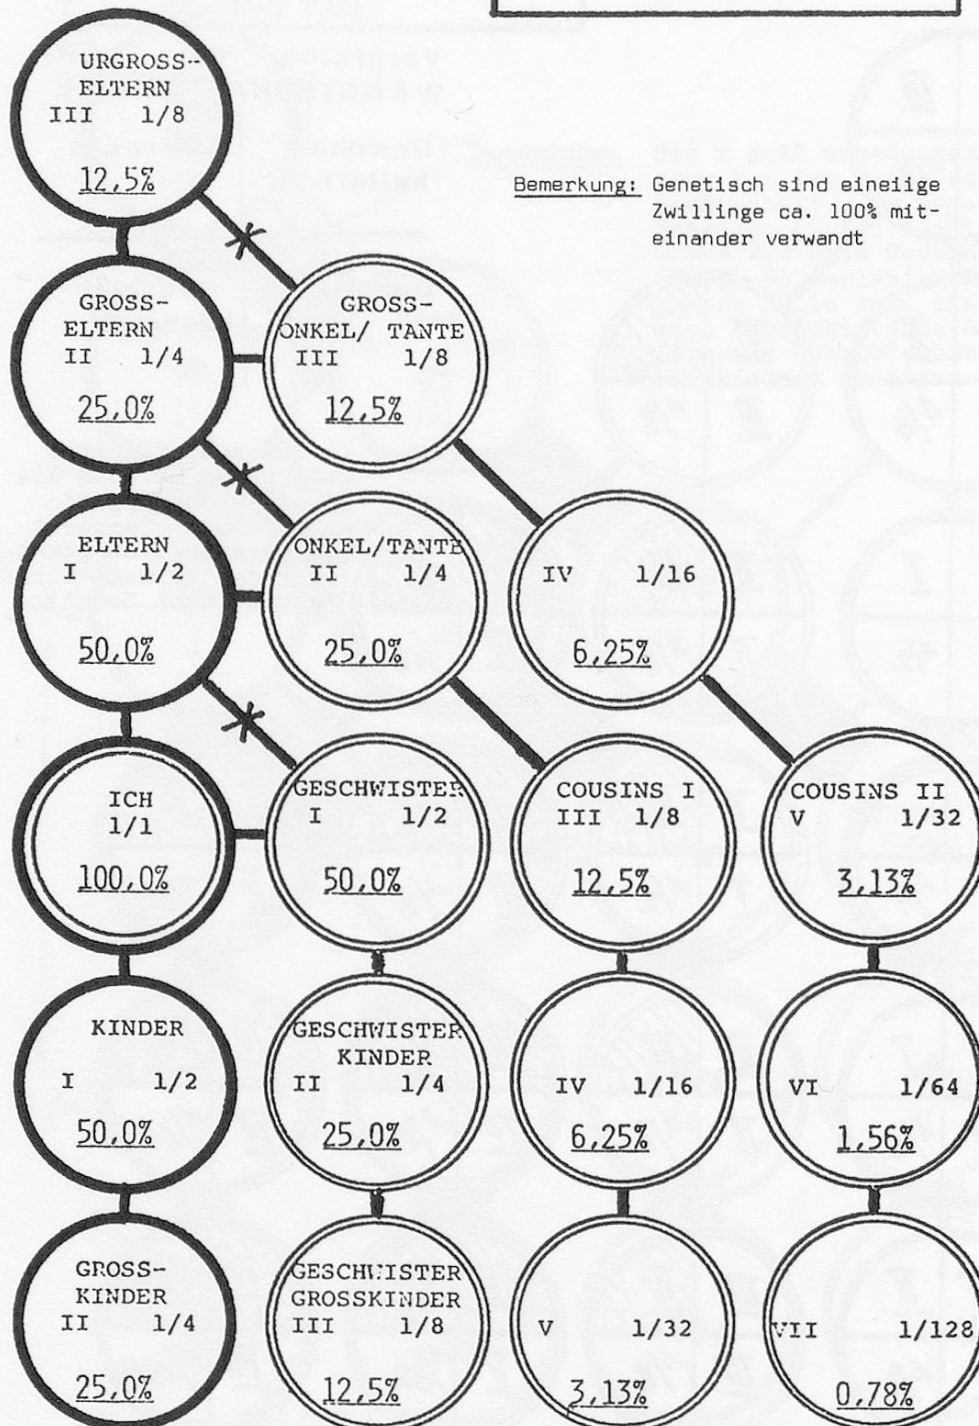 URGROSS-
ELTERN
III 1/8
12,5%
Bemerkung: Genetisch sind eineiige
Zwillinge ca. 100% mit-
einander verwandt
GROSS-
ELTERN
II 1/4
25,0%
GROSS-
ONKEL/ TANTE
III 1/8
12,5%
ELTERN
I 1/2
50,0%
ONKEL/TANTE
II 1/4
25,0%
IV 1/16
6,25%
ICH
1/1
100,0%
GESCHWISTER
I 1/2
50,0%
COUSINS I
III 1/8
12,5%
COUSINS II
V 1/32
3,13%
KINDER
I 1/2
50,0%
GESCHWISTER
KINDER
II 1/4
25,0%
IV 1/16
6,25%
VI 1/64
1,56%
GROSS-
KINDER
II 1/4
25,0%
GESCHWISTER
GROSSKINDER
III 1/8
12,5%
V 1/32
3,13%
VII 1/128
0,78%